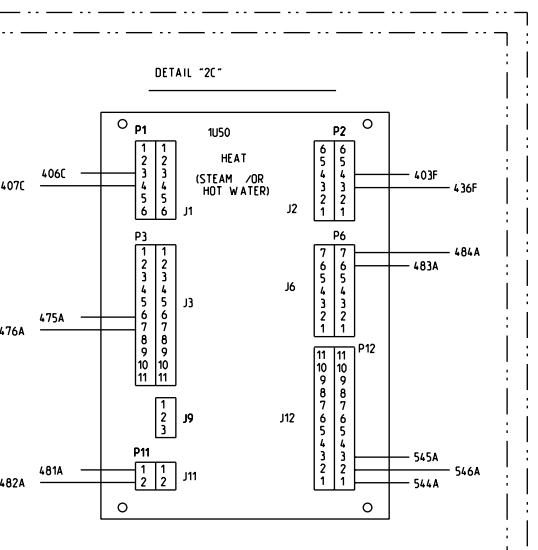 DETAIL "2C"
P1
1U50
P2
HEAT
(STEAM /OR
HOT WATER)
1 1
2 2
3 3
4 4
5 5
6 6
J1
6 6
5 5
4 4
3 3
2 2
1 1
J2
406C
407C
403F
436F
P3
1 1
2 2
3 3
4 4
5 5
6 6
7 7
8 8
9 9
10 10
11 11
J3
475A
476A
P6
7 7
6 6
5 5
4 4
3 3
2 2
1 1
J6
484A
483A
1
2
3
J9
P11
1 1
2 2
J11
481A
482A
P12
11 11
10 10
9 9
8 8
7 7
6 6
5 5
4 4
3 3
2 2
1 1
J12
545A
546A
544A